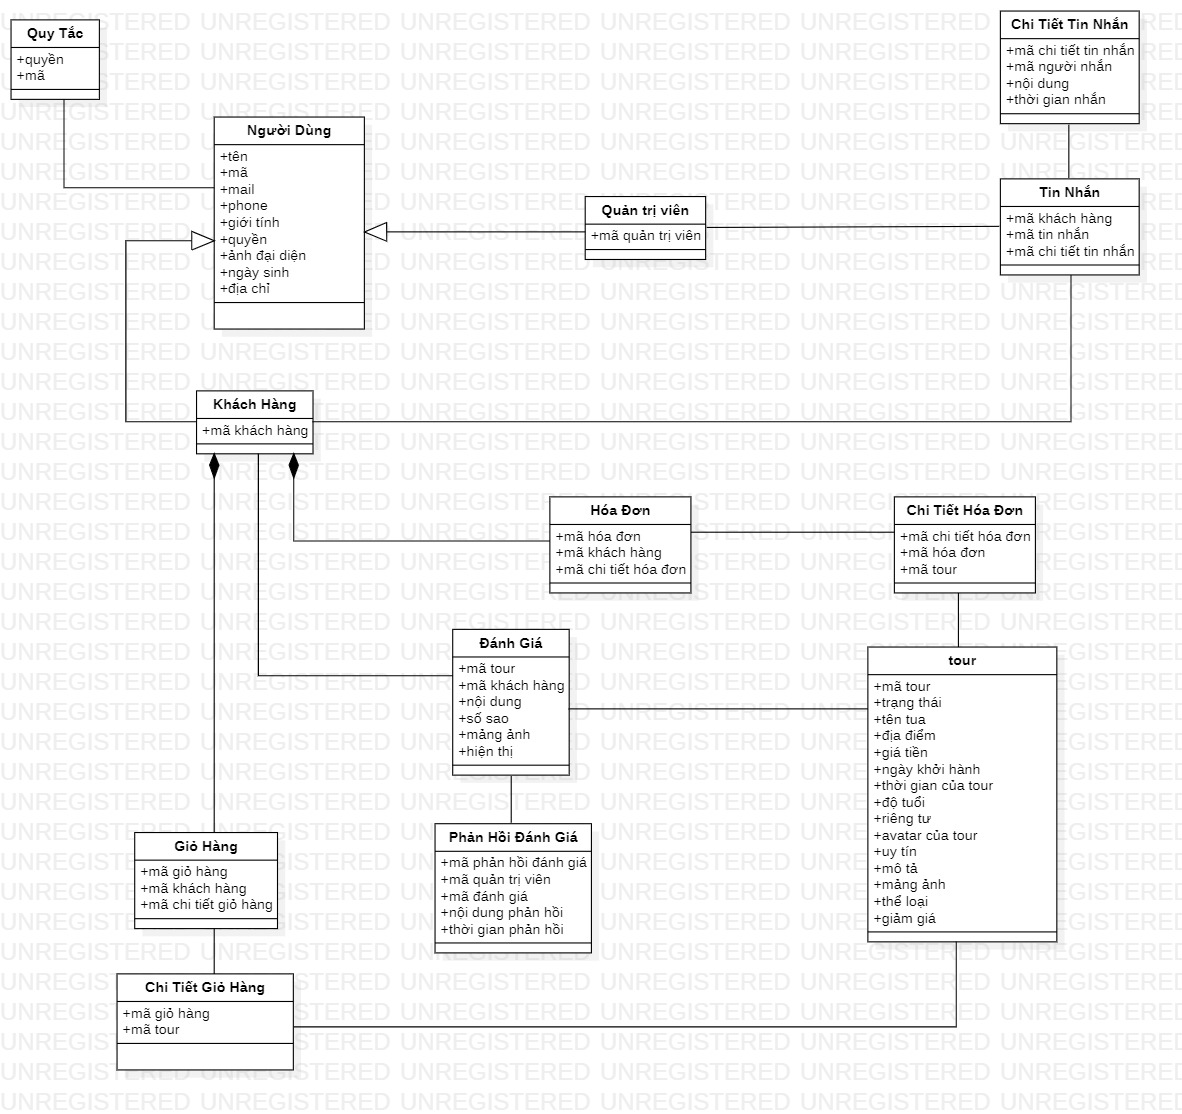 Quy Tắc
+quyền
+mã
Người Dùng
+tên
+mã
+mail
+phone
+giới tính
+quyền
+ảnh đại diện
+ngày sinh
+địa chỉ
Quản trị viên
+mã quản trị viên
Chi Tiết Tin Nhắn
+mã chi tiết tin nhắn
+mã người nhắn
+nội dung
+thời gian nhắn
Tin Nhắn
+mã khách hàng
+mã tin nhắn
+mã chi tiết tin nhắn
Khách Hàng
+mã khách hàng
Hóa Đơn
+mã hóa đơn
+mã khách hàng
+mã chi tiết hóa đơn
Chi Tiết Hóa Đơn
+mã chi tiết hóa đơn
+mã hóa đơn
+mã tour
Đánh Giá
+mã tour
+mã khách hàng
+nội dung
+số sao
+mảng ảnh
+hiện thị
tour
+mã tour
+trạng thái
+tên tua
+địa điểm
+giá tiền
+ngày khởi hành
+thời gian của tour
+độ tuổi
+riêng tư
+avatar của tour
+uy tín
+mô tả
+mảng ảnh
+thể loại
+giảm giá
Phản Hồi Đánh Giá
+mã phản hồi đánh giá
+mã quản trị viên
+mã đánh giá
+nội dung phản hồi
+thời gian phản hồi
Giỏ Hàng
+mã giỏ hàng
+mã khách hàng
+mã chi tiết giỏ hàng
Chi Tiết Giỏ Hàng
+mã giỏ hàng
+mã tour
UNREGISTERED